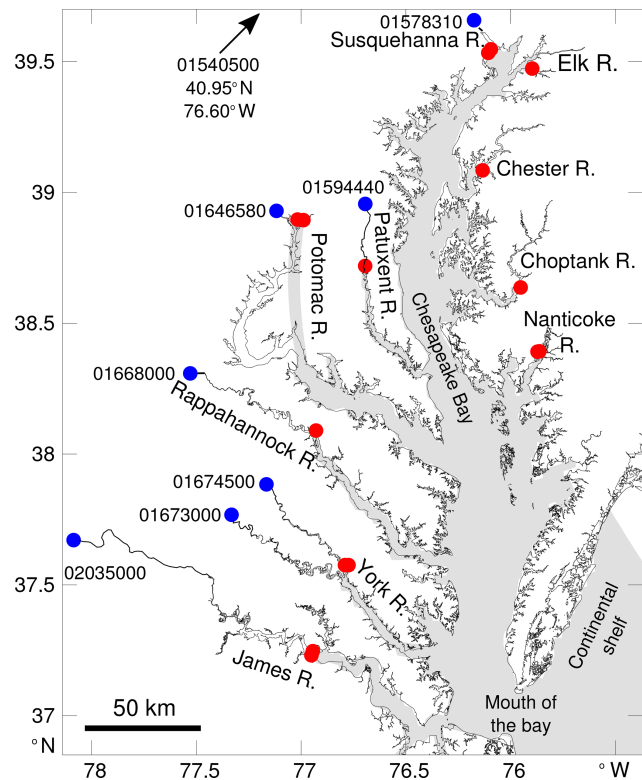 01578310
Susquehanna R.
39.5
01540500
40.95°N
76.60°W
Elk R.
39
Chester R.
01594440
01646580
Potomac R.
Patuxent R.
Choptank R.
38.5
Chesapeake Bay
Nanticoke
R.
01668000
Rappahannock R.
38
01674500
01673000
02035000
York R.
37.5
Continental
shelf
James R.
50 km
Mouth of
the bay
37
°N
78
77.5
77
76.5
76
°W